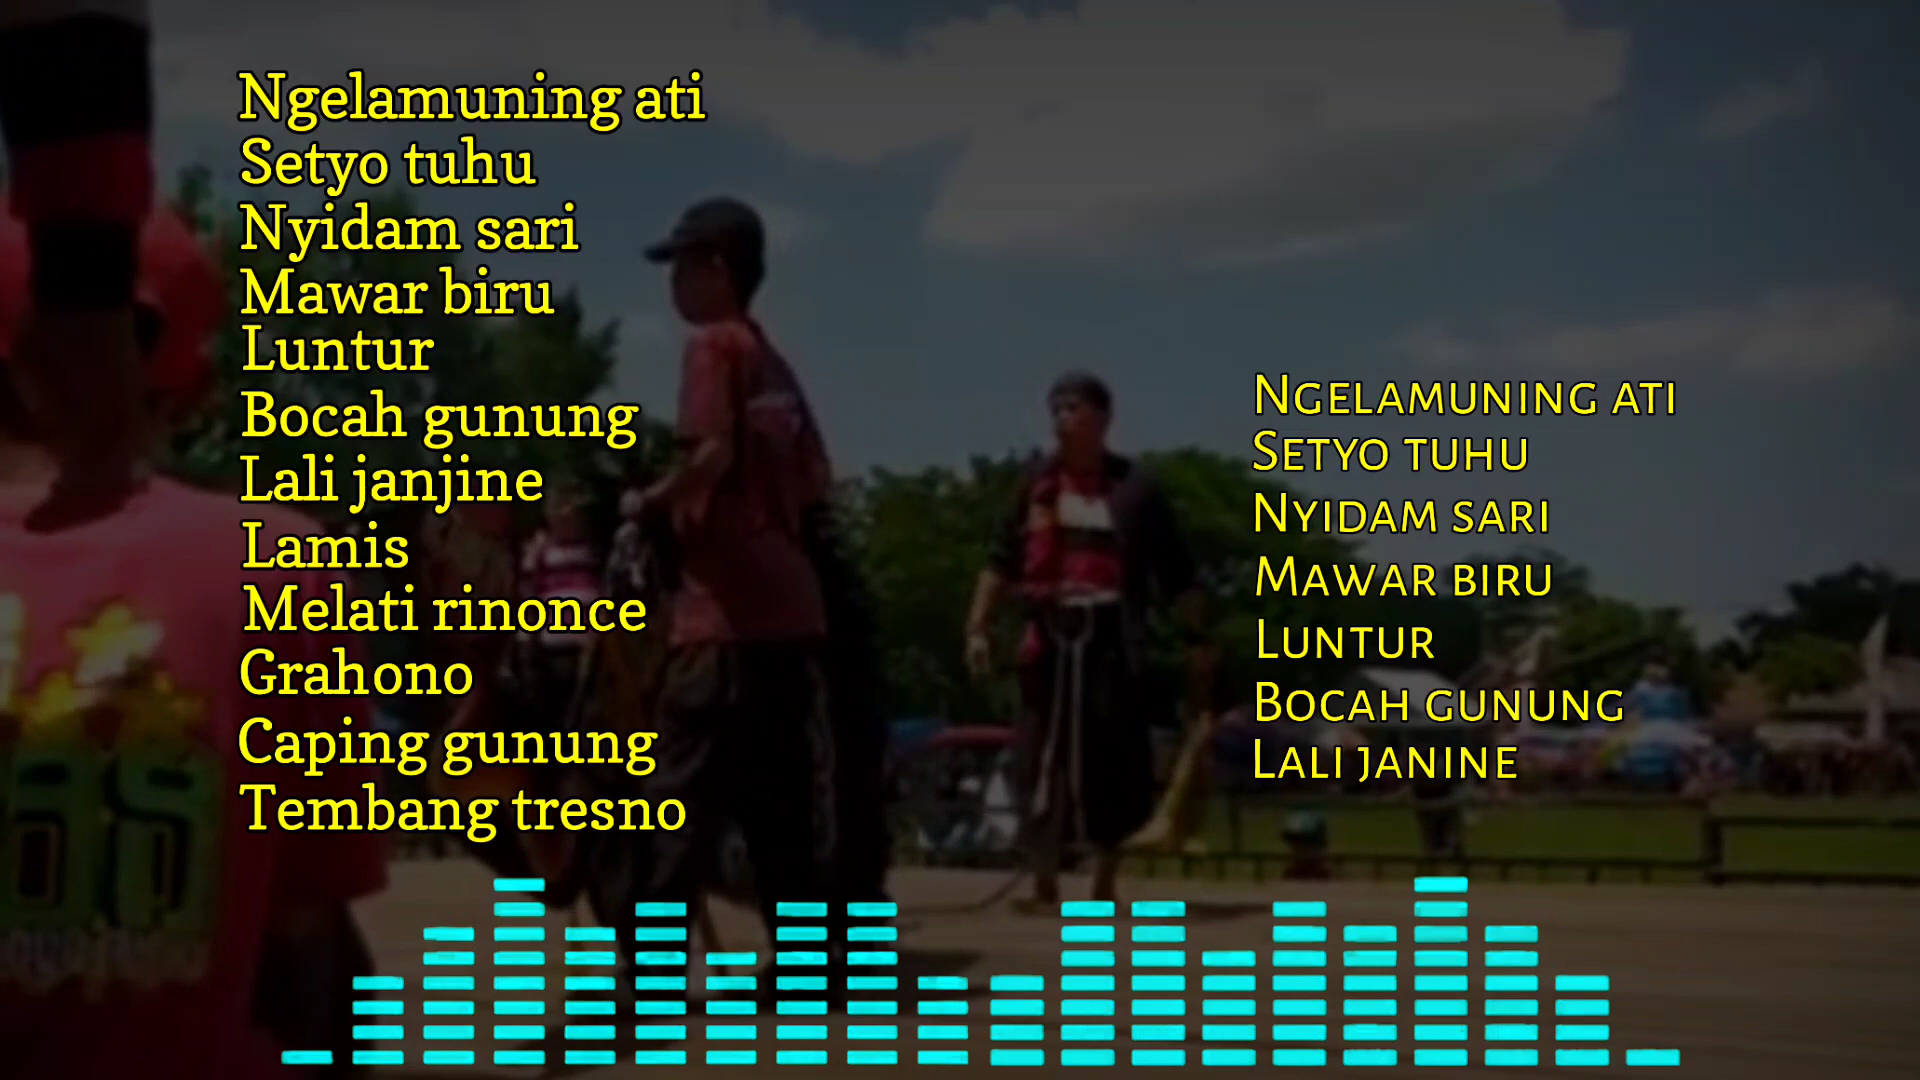 Ngelamuning ati
Setyo tuhu
Nyidam sari
Mawar biru
Luntur
Bocah gunung
Lali janjine
Lamis
Melati rinonce
Grahono
Caping gunung
Tembang tresno
Ngelamuning ati
Setyo tuhu
Nyidam sari
Mawar biru
Luntur
Bocah gunung
Lali janine